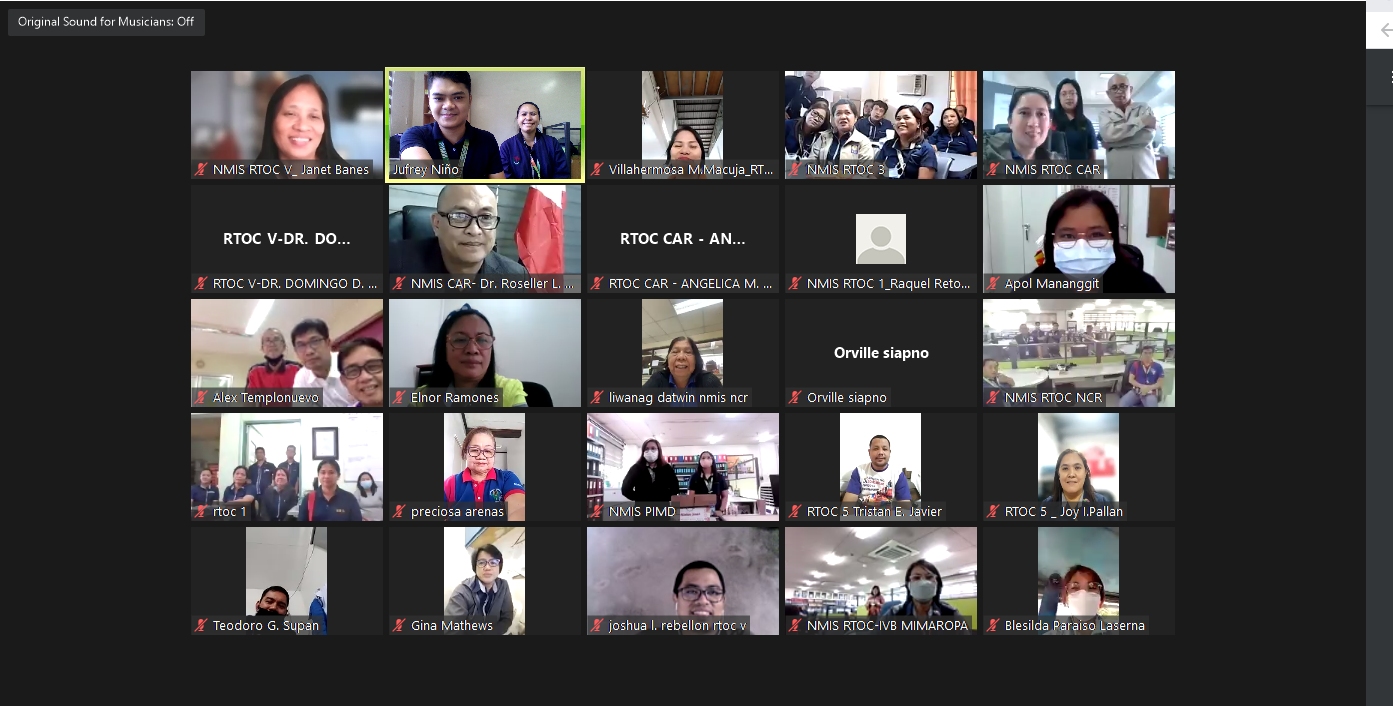 Original Sound for Musicians: Off
NMIS RTOC V_ Janet Banes
Jufrey Niño
Villahermosa M.Macuja_RT...
NMIS RTOC 3
NMIS RTOC CAR
RTOC V-DR. DO...
RTOC V-DR. DOMINGO D. ...
NMIS CAR- Dr. Roseller L. ...
RTOC CAR - AN...
RTOC CAR - ANGELICA M. ...
NMIS RTOC 1_Raquel Reto...
Apol Mananggit
Alex Templonuevo
Elnor Ramones
liwanag datwin nmis ncr
Orville siapno
Orville siapno
NMIS RTOC NCR
rtoc 1
preciosa arenas
NMIS PIMD
RTOC 5 Tristan E. Javier
RTOC 5 _ Joy I.Pallan
Teodoro G. Supan
Gina Mathews
joshua l. rebellon rtoc v
NMIS RTOC-IVB MIMAROPA
Blesilda Paraiso Laserna